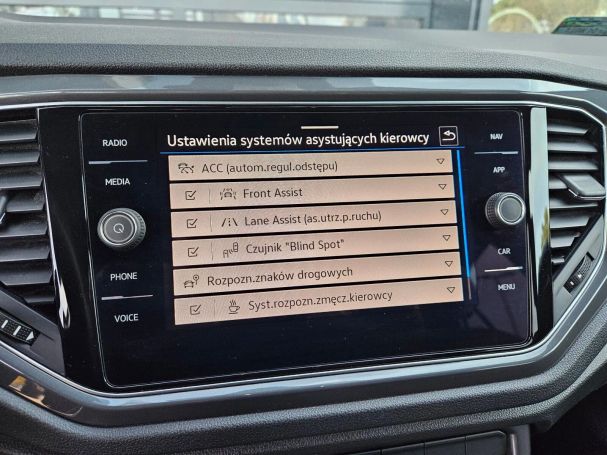 RADIO
MEDIA
PHONE
VOICE
Ustawienia systemów asystujących kierowcy
ACC (autom.regul.odstępu)
Front Assist
Lane Assist (as.utrz.p.ruchu)
Czujnik "Blind Spot"
Rozpozn.znaków drogowych
Syst.rozpozn.zmęcz.kierowcy
NAV
APP
CAR
MENU